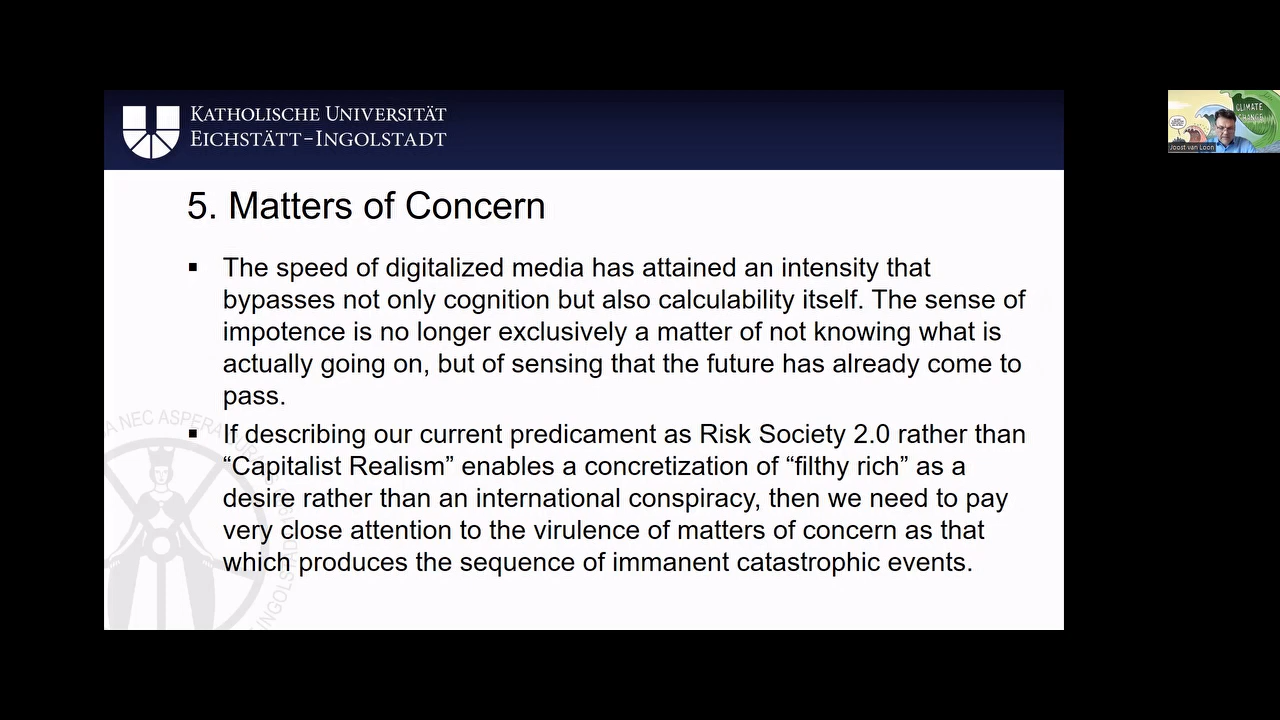 KATHOLISCHE UNIVERSITÄT
EICHSTÄTT-INGOLSTADT
5. Matters of Concern
▪ The speed of digitalized media has attained an intensity that
bypasses not only cognition but also calculability itself. The sense of
impotence is no longer exclusively a matter of not knowing what is
actually going on, but of sensing that the future has already come to
pass.
▪ If describing our current predicament as Risk Society 2.0 rather than
“Capitalist Realism” enables a concretization of “filthy rich” as a
desire rather than an international conspiracy, then we need to pay
very close attention to the virulence of matters of concern as that
which produces the sequence of immanent catastrophic events.
NEC ASPERA
INGOLST
CLIMATE
CHANGE
Joost van Loon